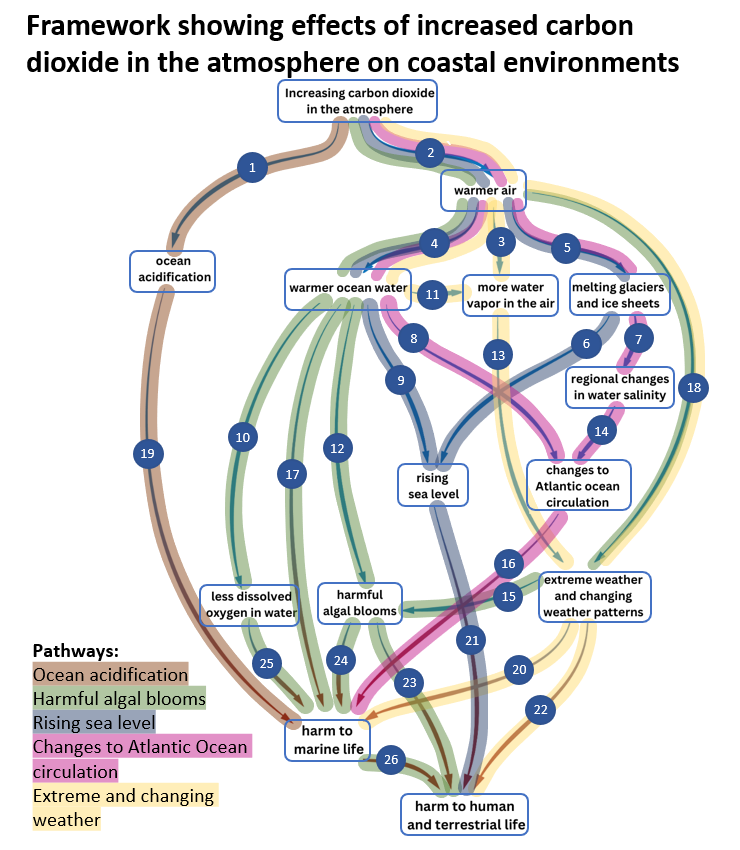 Framework showing effects of increased carbon
dioxide in the atmosphere on coastal environments
Increasing carbon dioxide
in the atmosphere
2
1
warmer air
4
3
5
ocean
acidification
warmer ocean water
11
more water
vapor in the air
melting glaciers
and ice sheets
8
13
6
7
9
regional changes
in water salinity
18
10
17
12
19
14
rising
sea level
changes to
Atlantic ocean
circulation
16
15
less dissolved
oxygen in water
harmful
algal blooms
extreme weather
and changing
weather patterns
21
25
24
23
20
22
Pathways:
Ocean acidification
Harmful algal blooms
Rising sea level
Changes to Atlantic Ocean
circulation
Extreme and changing
weather
harm to
marine life
26
harm to human
and terrestrial life